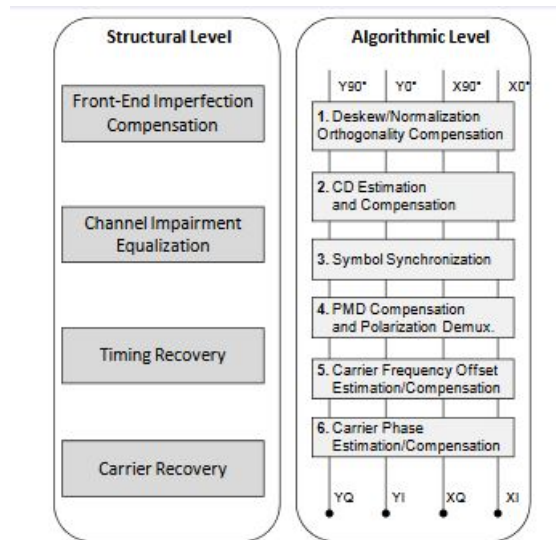 Structural Level
Front-End Imperfection
Compensation
Channel Impairment
Equalization
Timing Recovery
Carrier Recovery
Algorithmic Level
Y90° Y0° X90° X0°
1. Deskew/Normalization
Orthogonality Compensation
2. CD Estimation
and Compensation
3. Symbol Synchronization
4. PMD Compensation
and Polarization Demux.
5. Carrier Frequency Offset
Estimation/Compensation
6. Carrier Phase
Estimation/Compensation
YQ YI XQ XI